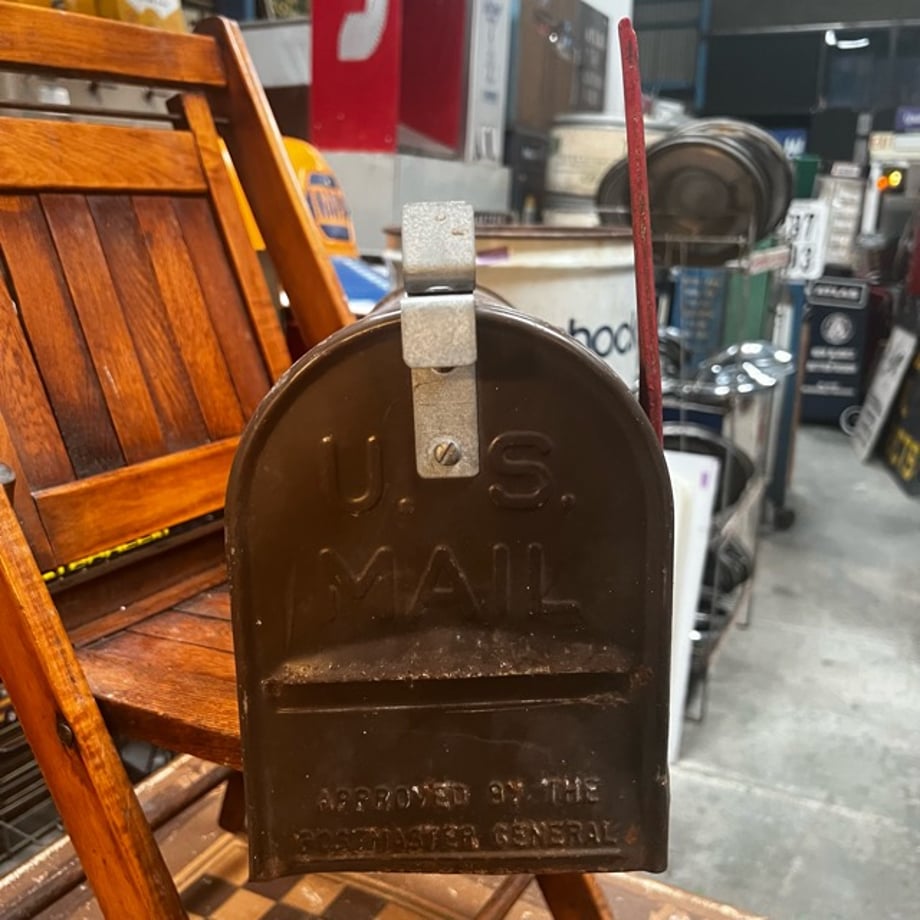 U. S.
MAIL
APPROVED BY THE
POSTMASTER GENERAL